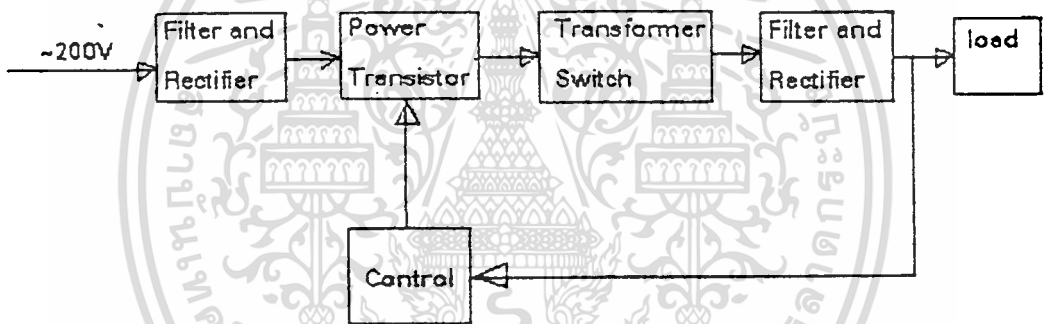 ~200V
Filter and
Rectifier
Power
Transistor
Transformer
Switch
Filter and
Rectifier
load
Control